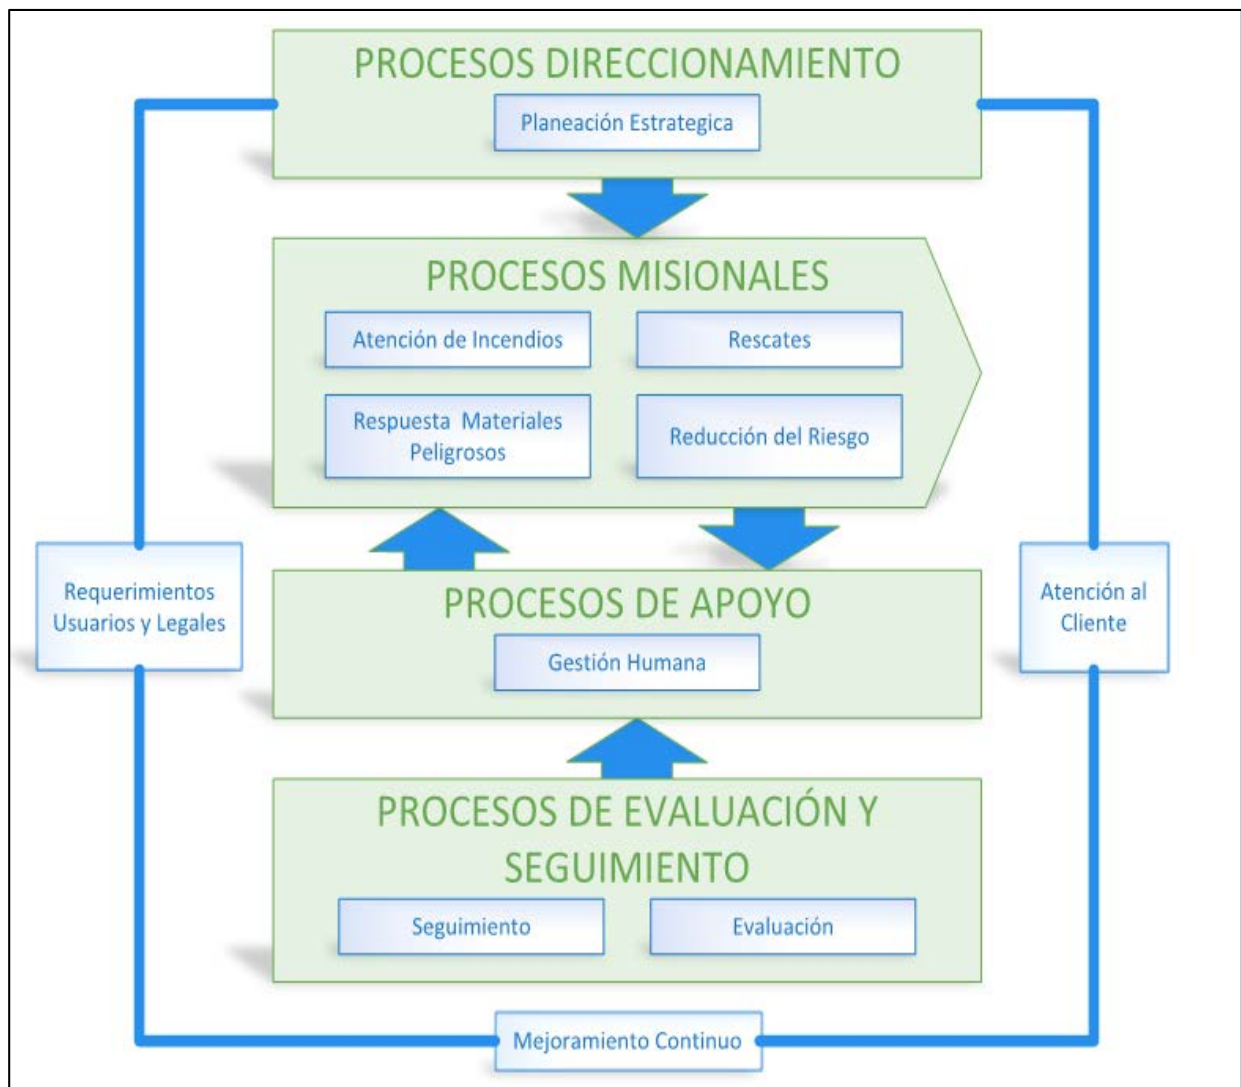 PROCESOS DIRECCIONAMIENTO
Planeación Estrategica
PROCESOS MISIONALES
Atención de Incendios
Rescates
Respuesta Materiales
Peligrosos
Reducción del Riesgo
Requerimientos
Usuarios y Legales
Atención al
Cliente
PROCESOS DE APOYO
Gestión Humana
PROCESOS DE EVALUACIÓN Y
SEGUIMIENTO
Seguimiento
Evaluación
Mejoramiento Continuo